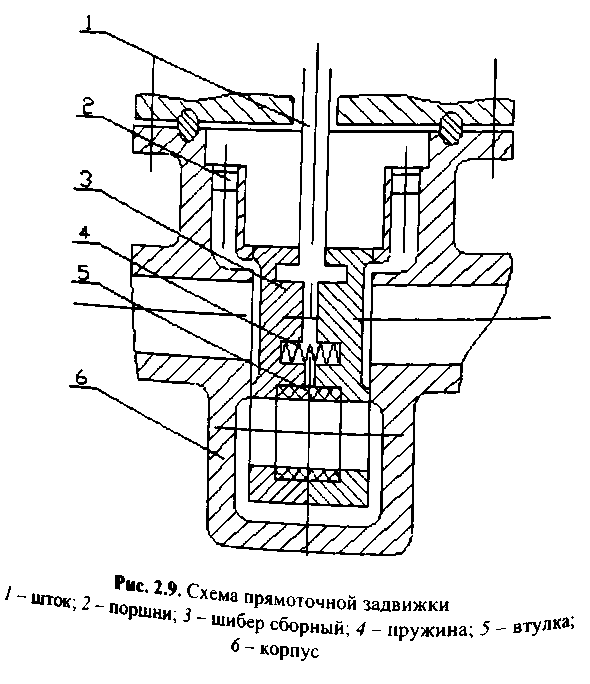 1
2
3
4
5
6
Рис. 2.9. Схема прямоточной задвижки
1 – шток; 2 – поршни; 3 – шибер сборный; 4 – пружина; 5 – втулка;
6 – корпус